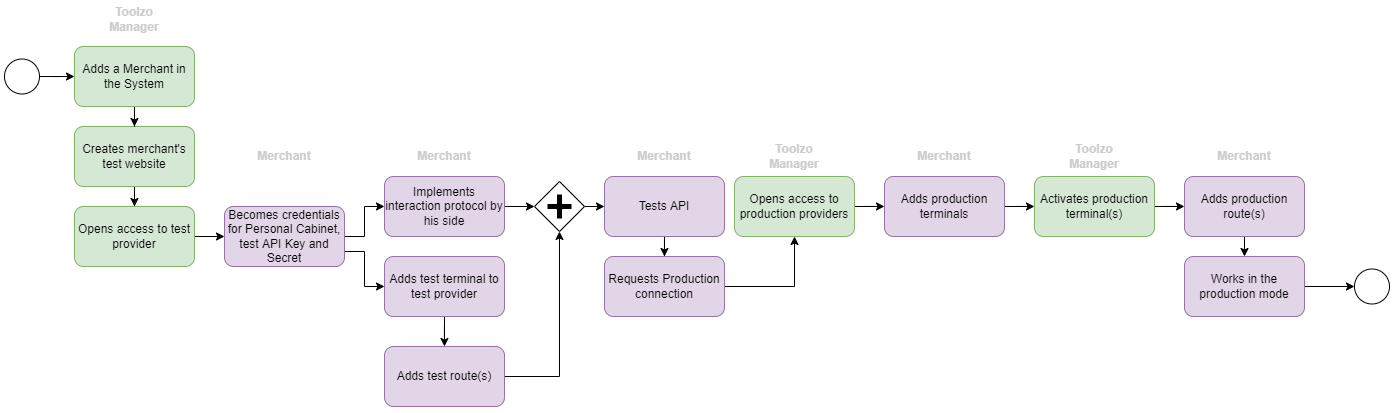 Toolzo
Manager
Adds a Merchant in
the System
Creates merchant's
test website
Opens access to test
provider
Merchant
Becomes credentials
for Personal Cabinet,
test API Key and
Secret
Merchant
Implements
interaction protocol by
his side
Adds test terminal to
test provider
Adds test route(s)
Merchant
Tests API
Requests Production
connection
Toolzo
Manager
Opens access to
production providers
Merchant
Adds production
terminals
Toolzo
Manager
Activates production
terminal(s)
Merchant
Adds production
route(s)
Works in the
production mode